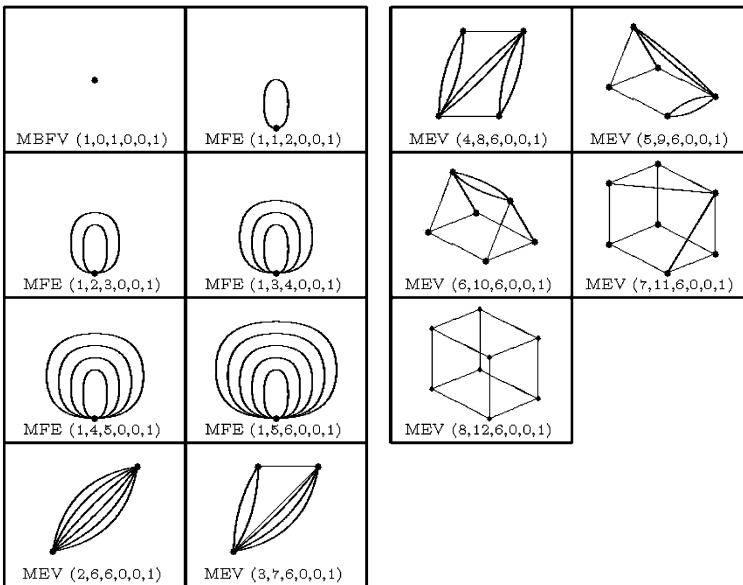 MBFV (1,0,1,0,0,1)
MFE (1,1,2,0,0,1)
MFE (1,2,3,0,0,1)
MFE (1,3,4,0,0,1)
MFE (1,4,5,0,0,1)
MFE (1,5,6,0,0,1)
MEV (2,6,6,0,0,1)
MEV (3,7,6,0,0,1)
MEV (4,8,6,0,0,1)
MEV (5,9,6,0,0,1)
MEV (6,10,6,0,0,1)
MEV (7,11,6,0,0,1)
MEV (8,12,6,0,0,1)